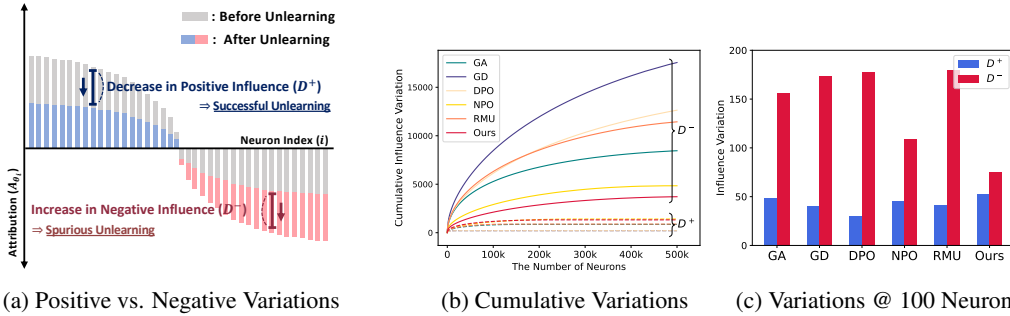 : Before Unlearning
: After Unlearning
Decrease in Positive Influence (D⁺)
⇒ Successful Unlearning
Neuron Index (i)
Attribution (A_{θ_i})
Increase in Negative Influence (D⁻)
⇒ Spurious Unlearning
(a) Positive vs. Negative Variations
Cumulative Influence Variation
15000
10000
5000
0
GA
GD
DPO
NPO
RMU
Ours
D⁻
D⁺
0 100k 200k 300k 400k 500k
The Number of Neurons
(b) Cumulative Variations
Influence Variation
200
150
100
50
0
D⁺
D⁻
GA GD DPO NPO RMU Ours
(c) Variations @ 100 Neuron